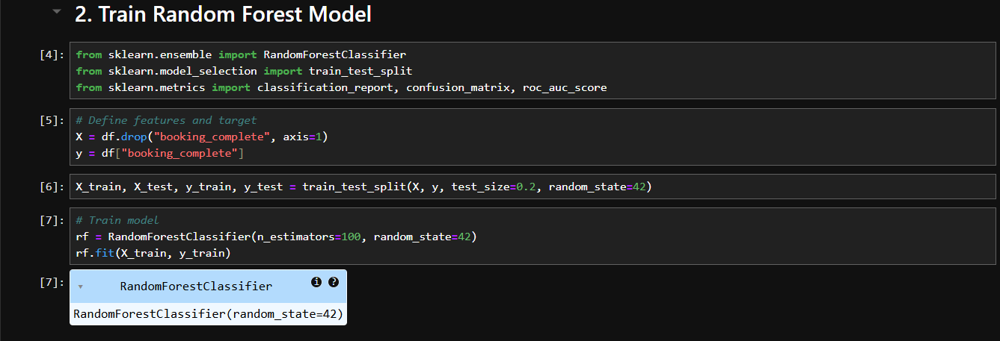 2. Train Random Forest Model
[4]: from sklearn.ensemble import RandomForestClassifier
from sklearn.model_selection import train_test_split
from sklearn.metrics import classification_report, confusion_matrix, roc_auc_score
[5]: # Define features and target
X = df.drop("booking_complete", axis=1)
y = df["booking_complete"]
[6]: X_train, X_test, y_train, y_test = train_test_split(X, y, test_size=0.2, random_state=42)
[7]: # Train model
rf = RandomForestClassifier(n_estimators=100, random_state=42)
rf.fit(X_train, y_train)
[7]: RandomForestClassifier i ?
RandomForestClassifier(random_state=42)